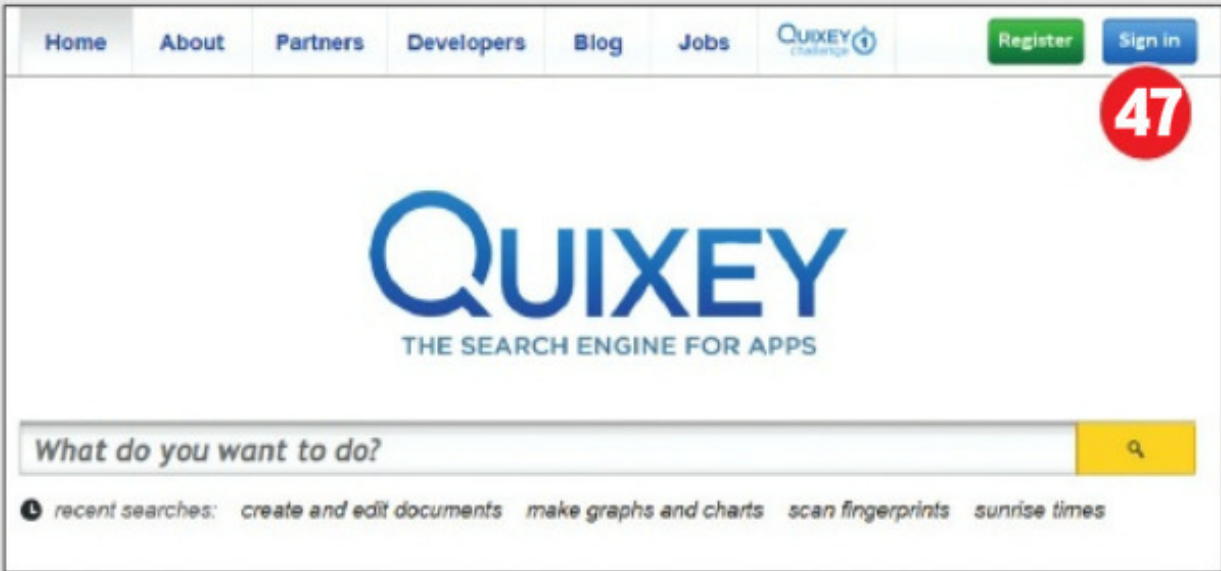 Home About Partners Developers Blog Jobs QUIXEY challenge 1 Register Sign in
47
QUIXEY
THE SEARCH ENGINE FOR APPS
What do you want to do?
recent searches: create and edit documents make graphs and charts scan fingerprints sunrise times